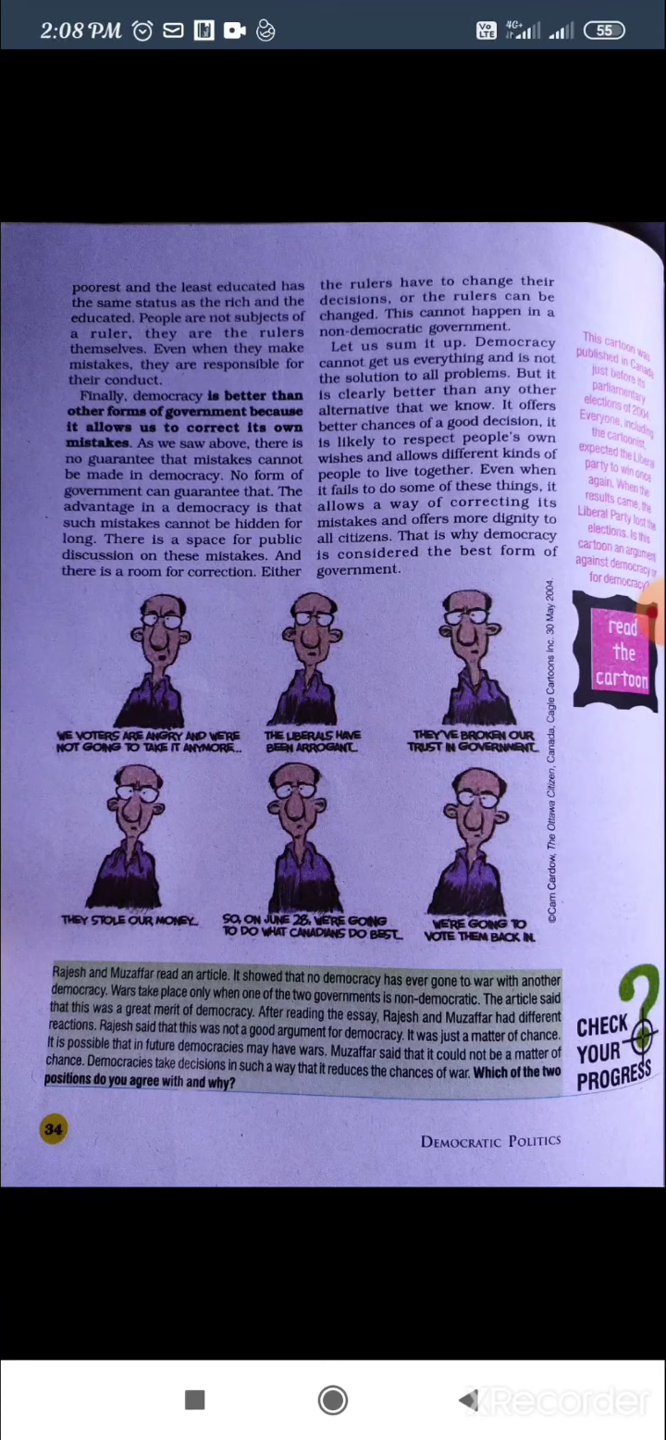 2:08 PM
Vo LTE 4G+ 55
poorest and the least educated has
the same status as the rich and the
educated. People are not subjects of
a ruler, they are the rulers
themselves. Even when they make
mistakes, they are responsible for
their conduct.
Finally, democracy is better than
other forms of government because
it allows us to correct its own
mistakes. As we saw above, there is
no guarantee that mistakes cannot
be made in democracy. No form of
government can guarantee that. The
advantage in a democracy is that
such mistakes cannot be hidden for
long. There is a space for public
discussion on these mistakes. And
there is a room for correction. Either
the rulers have to change their
decisions, or the rulers can be
changed. This cannot happen in a
non-democratic government.
Let us sum it up. Democracy
cannot get us everything and is not
the solution to all problems. But it
is clearly better than any other
alternative that we know. It offers
better chances of a good decision, it
is likely to respect people's own
wishes and allows different kinds of
people to live together. Even when
it fails to do some of these things, it
allows a way of correcting its
mistakes and offers more dignity to
all citizens. That is why democracy
is considered the best form of
government.
This cartoon was
published in Canada
just before its
parliamentary
elections of 2004.
Everyone, including
the cartoonist,
expected the Liberal
party to win once
again. When the
results came, the
Liberal Party lost the
elections. Is this
cartoon an argument
against democracy or
for democracy?
read
the
cartoon
WE VOTERS ARE ANGRY AND WE'RE
NOT GOING TO TAKE IT ANYMORE...
THE LIBERALS HAVE
BEEN ARROGANT...
THEY'VE BROKEN OUR
TRUST IN GOVERNMENT...
THEY STOLE OUR MONEY...
SO, ON JUNE 28, WE'RE GOING
TO DO WHAT CANADIANS DO BEST...
WE'RE GOING TO
VOTE THEM BACK IN.
©Cam Cardow, The Ottawa Citizen, Canada, Cagle Cartoons Inc. 30 May 2004.
Rajesh and Muzaffar read an article. It showed that no democracy has ever gone to war with another
democracy. Wars take place only when one of the two governments is non-democratic. The article said
that this was a great merit of democracy. After reading the essay, Rajesh and Muzaffar had different
reactions. Rajesh said that this was not a good argument for democracy. It was just a matter of chance.
It is possible that in future democracies may have wars. Muzaffar said that it could not be a matter of
chance. Democracies take decisions in such a way that it reduces the chances of war. Which of the two
positions do you agree with and why?
CHECK
YOUR
PROGRESS
34
DEMOCRATIC POLITICS
XRecorder